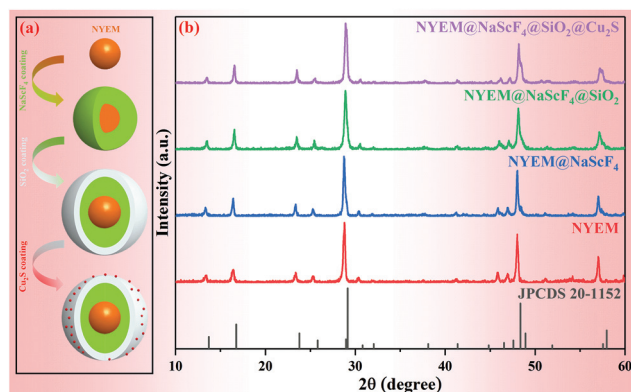 (a)
NYEM
NaScF₄ coating
SiO₂ coating
Cu₂S coating
(b)
NYEM@NaScF₄@SiO₂@Cu₂S
NYEM@NaScF₄@SiO₂
NYEM@NaScF₄
NYEM
JPCDS 20-1152
Intensity (a.u.)
10 20 30 40 50 60
2θ (degree)